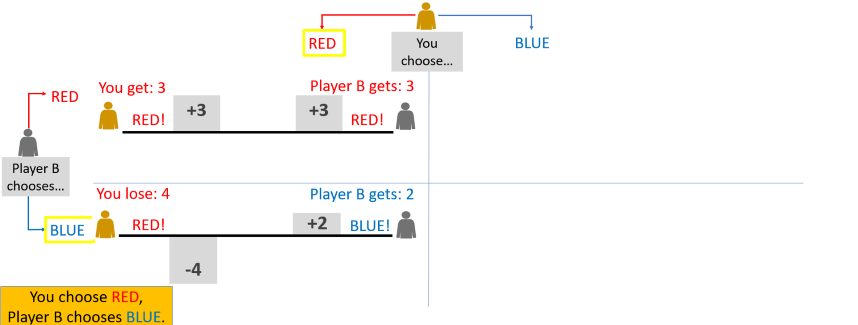 RED
BLUE
You
choose...
You get: 3
Player B gets: 3
RED
+3
+3
RED!
RED!
Player B
chooses...
You lose: 4
Player B gets: 2
BLUE
RED!
+2
BLUE!
-4
You choose RED,
Player B chooses BLUE.